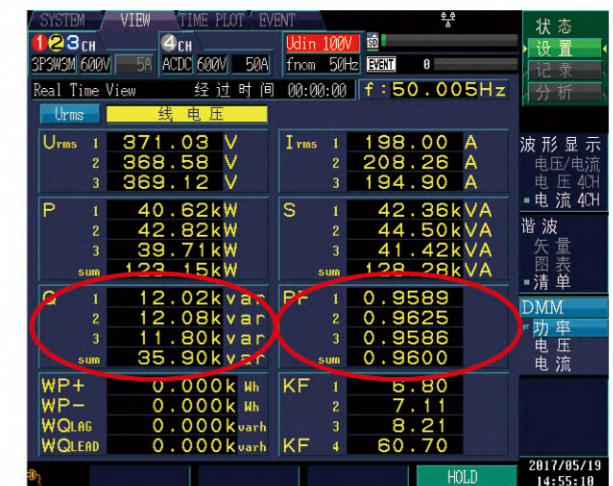 SYSTEM VIEW TIME PLOT EVENT
123CH 4CH Udin 100V SD
3P3W3M 600V 5A ACDC 600V 50A fnom 50Hz EVENT 0
Real Time View 经过时间 00:00:00 f:50.005Hz
Urms 线电压
Urms 1 371.03 V Irms 1 198.00 A
2 368.58 V 2 208.26 A
3 369.12 V 3 194.90 A
P 1 40.62kW S 1 42.36kVA
2 42.82kW 2 44.50kVA
3 39.71kW 3 41.42kVA
sum 123.15kW sum 128.28kVA
Q 1 12.02kvar PF 1 0.9589
2 12.08kvar 2 0.9625
3 11.80kvar 3 0.9586
sum 35.90kvar sum 0.9600
WP+ 0.000k Wh KF 1 6.80
WP- 0.000k Wh 2 7.11
WQLAG 0.000k varh 3 8.21
WQLEAD 0.000k varh KF 4 60.70
HOLD
状态
设置
记录
分析
波形显示
电压/电流
电压 4CH
电流 4CH
谐波
矢量
图表
清单
DMM
功率
电压
电流
2017/05/19
14:55:10